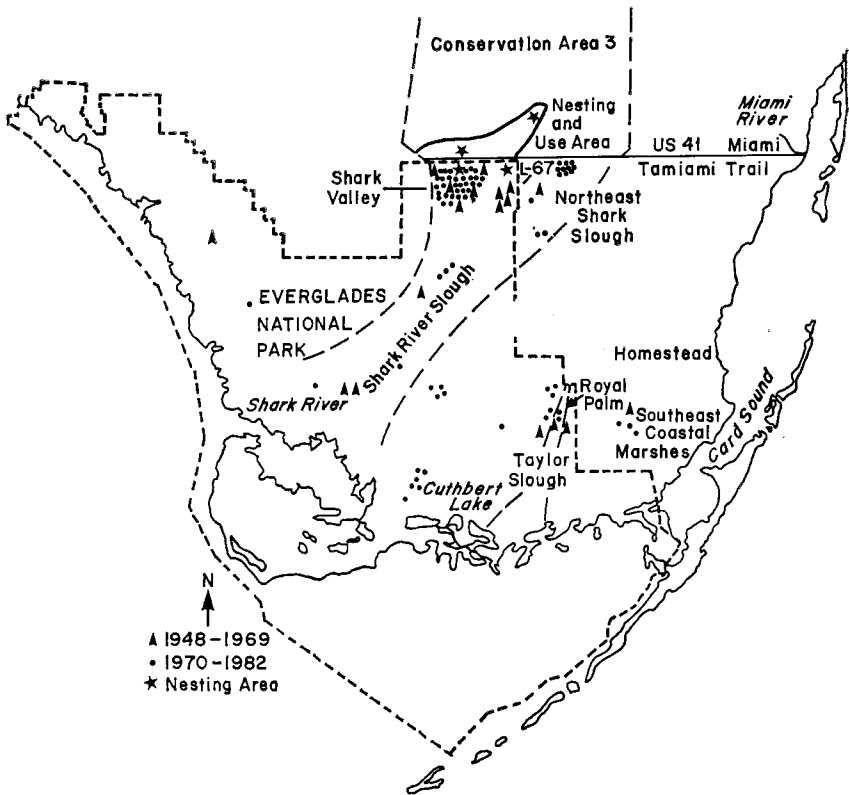 Conservation Area 3
Nesting
and
Use Area
Miami
River
US 41 Miami
Tamiami Trail
L-67
Shark
Valley
Northeast
Shark
Slough
EVERGLADES
NATIONAL
PARK
Shark River Slough
Homestead
Shark River
Royal
Palm
Southeast
Coastal
Marshes
Card Sound
Taylor
Slough
Cuthbert
Lake
N
1948-1969
1970-1982
Nesting Area